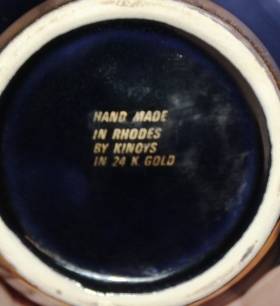 HAND MADE
IN RHODES
BY KINOYS
IN 24 K GOLD